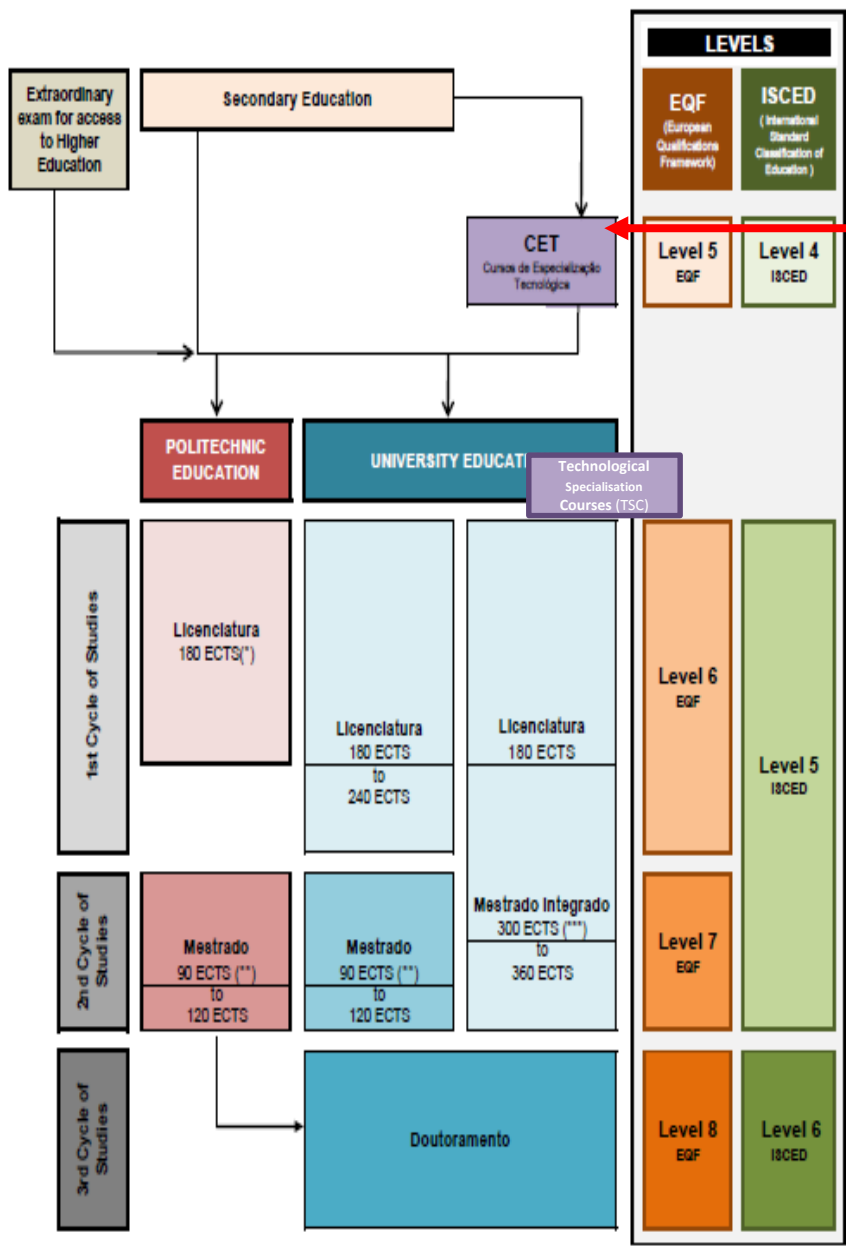 LEVELS
Extraordinary
exam for access
to Higher
Education
Secondary Education
EQF
(European
Qualifications
Framework)
ISCED
( International
Standard
Classification of
Education )
CET
Cursos de Especialização
Tecnológica
Level 5
EQF
Level 4
ISCED
POLITECHNIC
EDUCATION
UNIVERSITY EDUCATI
Technological
Specialisation
Courses (TSC)
1st Cycle of Studies
Licenciatura
180 ECTS(*)
Licenciatura
180 ECTS
to
240 ECTS
Licenciatura
180 ECTS
Level 6
EQF
Level 5
ISCED
2nd Cycle of
Studies
Mestrado
90 ECTS (**)
to
120 ECTS
Mestrado
90 ECTS (**)
to
120 ECTS
Mestrado Integrado
300 ECTS (***)
to
360 ECTS
Level 7
EQF
3rd Cycle of
Studies
Doutoramento
Level 8
EQF
Level 6
ISCED